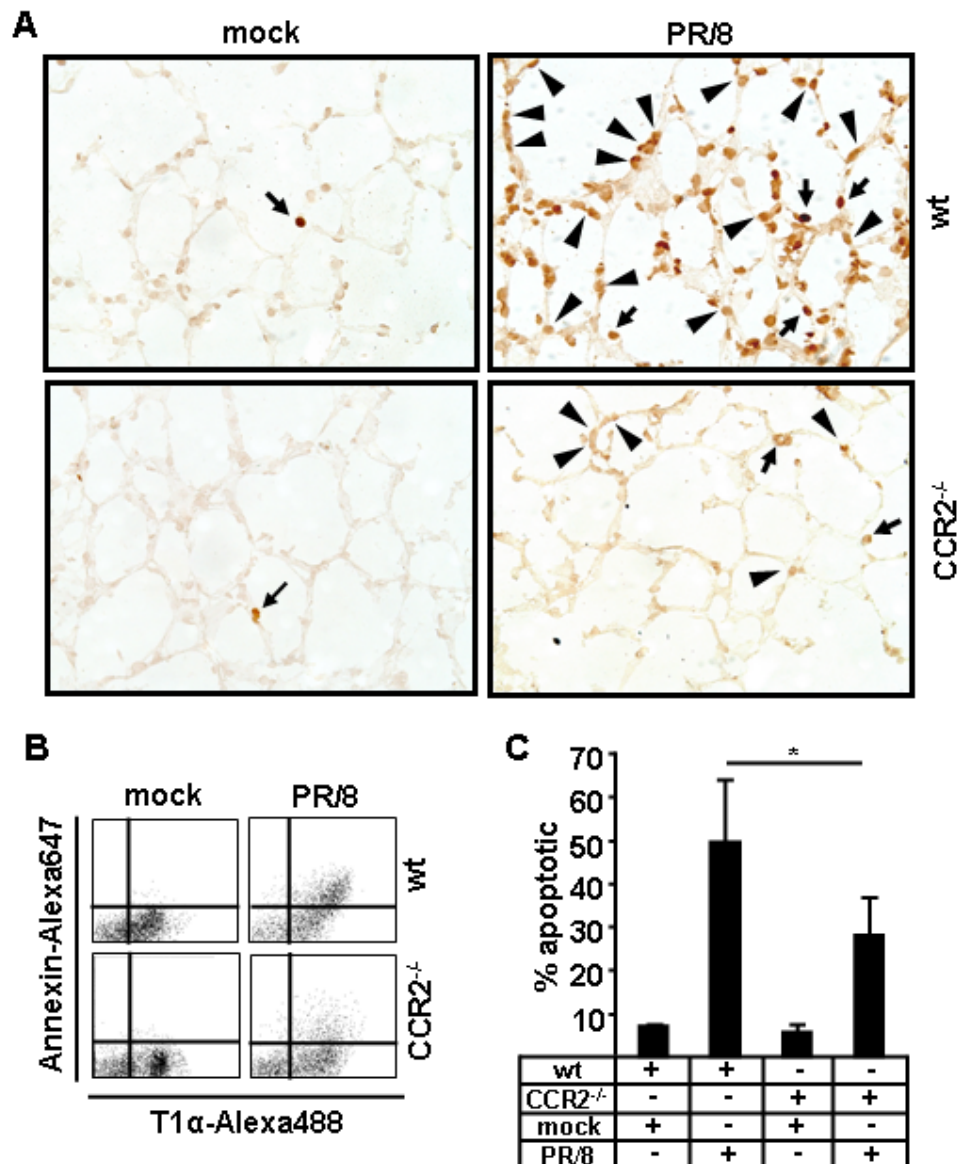 A
mock PR/8
wt
CCR2-/-
B
mock PR/8
Annexin-Alexa647
wt
CCR2-/-
T1α-Alexa488
C
*
% apoptotic
70
60
50
40
30
20
10
wt + + - -
CCR2-/- - - + +
mock + - + -
PR/8 - + - +